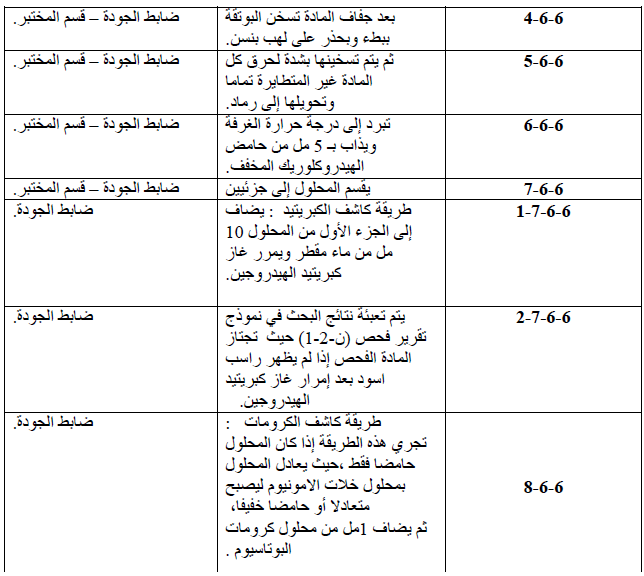 4-6-6
بعد جفاف المادة تسخن البوتقة
ببطء وبحذر على لهب بنسن.
ضابط الجودة – قسم المختبر.
5-6-6
ثم يتم تسخينها بشدة لحرق كل
المادة غير المتطايرة تماما
وتحويلها إلى رماد.
ضابط الجودة – قسم المختبر.
6-6-6
تبرد إلى درجة حرارة الغرفة
ويذاب بـ 5 مل من حامض
الهيدروكلوريك المخفف.
ضابط الجودة – قسم المختبر.
7-6-6
يقسم المحلول إلى جزئيين
ضابط الجودة – قسم المختبر.
1-7-6-6
طريقة كاشف الكبريتيد : يضاف
إلى الجزء الأول من المحلول 10
مل من ماء مقطر ويمرر غاز
كبريتيد الهيدروجين.
ضابط الجودة.
2-7-6-6
يتم تعبئة نتائج البحث في نموذج
تقرير فحص (ن-2-1) حيث تجتاز
المادة الفحص إذا لم يظهر راسب
اسود بعد إمرار غاز كبريتيد
الهيدروجين.
ضابط الجودة.
8-6-6
طريقة كاشف الكرومات :
تجري هذه الطريقة إذا كان المحلول
حامضا فقط ،حيث يعادل المحلول
بمحلول خلات الامونيوم ليصبح
متعادلا أو حامضا خفيفا،
ثم يضاف 1مل من محلول كرومات
البوتاسيوم .
ضابط الجودة.